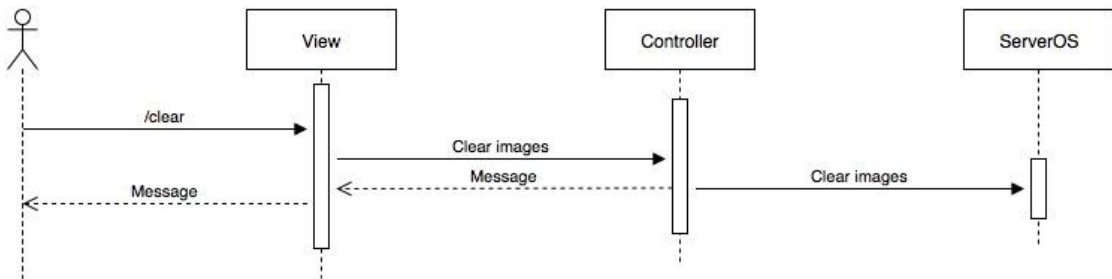 View
Controller
ServerOS
/clear
Clear images
Message
Clear images
Message